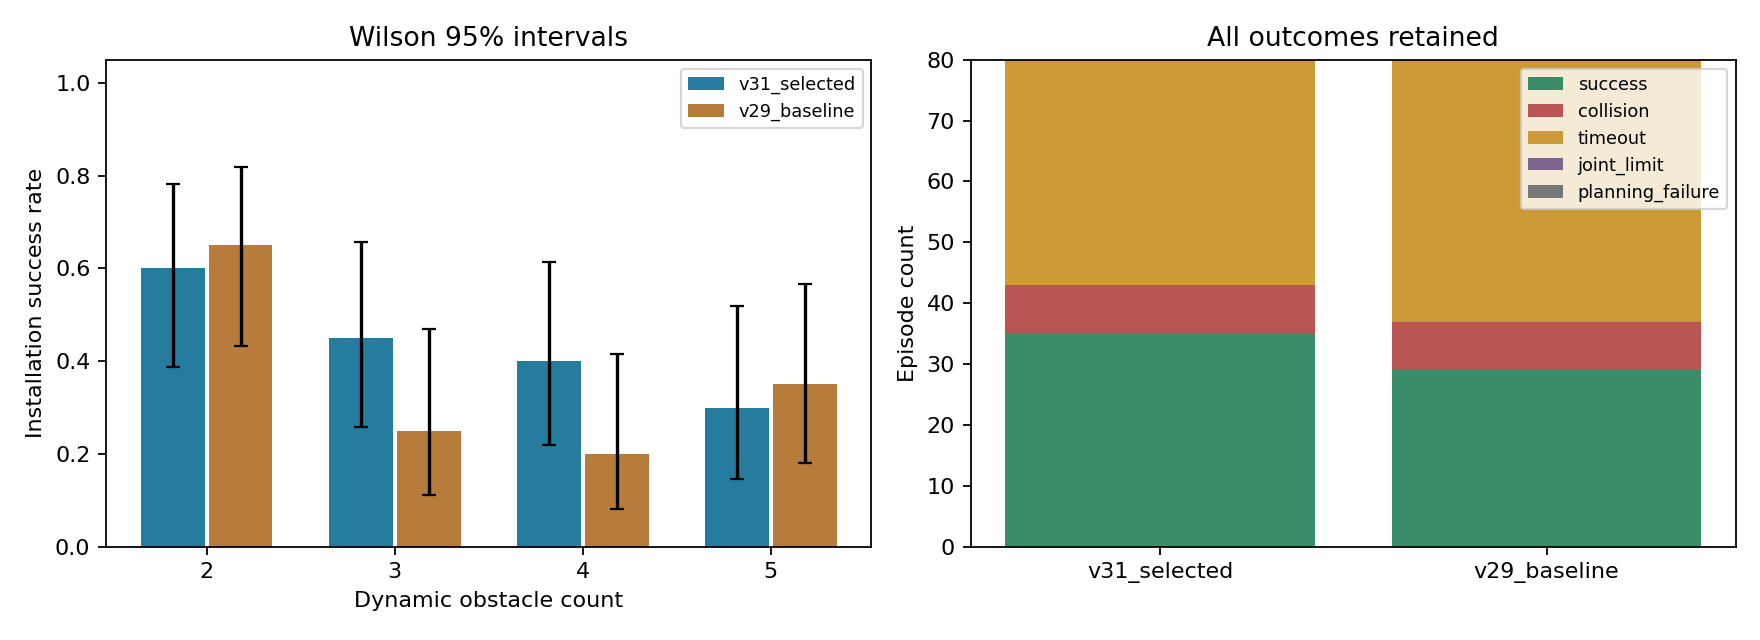 Wilson 95% intervals
1.0
0.8
0.6
0.4
0.2
0.0
Installation success rate
v31_selected
v29_baseline
2
3
4
5
Dynamic obstacle count
All outcomes retained
80
70
60
50
40
30
20
10
0
Episode count
success
collision
timeout
joint_limit
planning_failure
v31_selected
v29_baseline